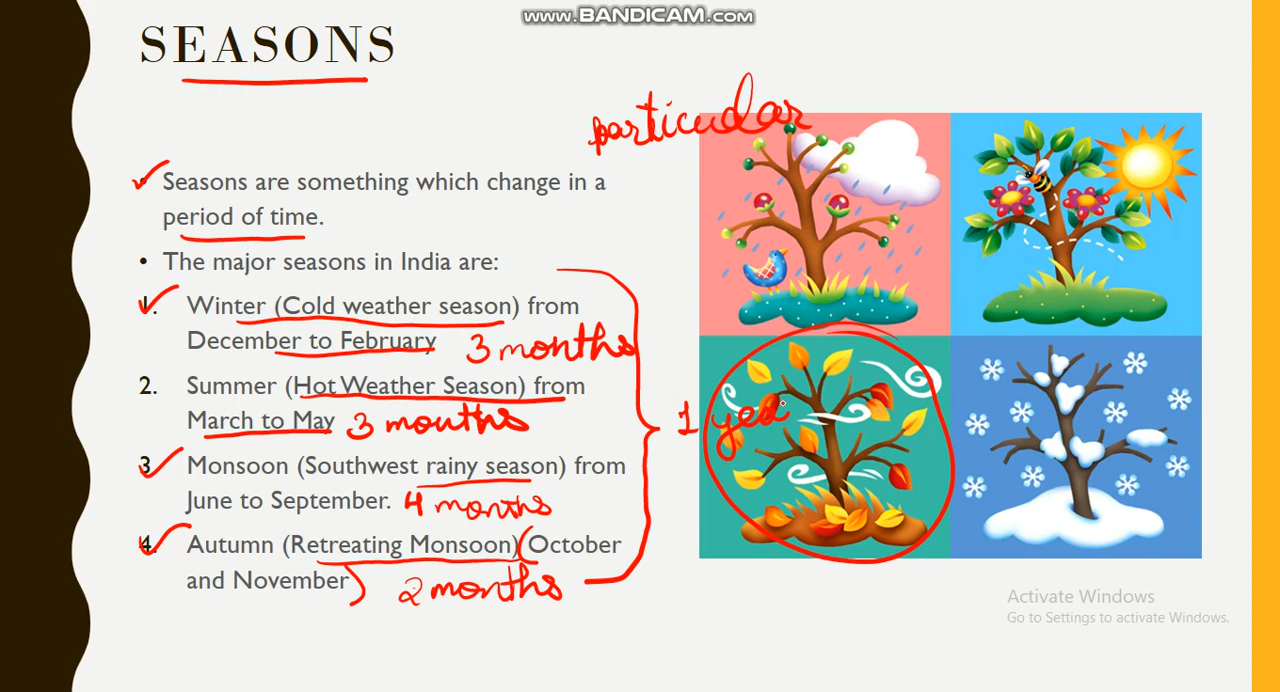 www.BANDICAM.com
SEASONS
particular
Seasons are something which change in a
period of time.
• The major seasons in India are:
1. Winter (Cold weather season) from
December to February 3 months
2. Summer (Hot Weather Season) from
March to May 3 months
1 yea
3. Monsoon (Southwest rainy season) from
June to September. 4 months
4. Autumn (Retreating Monsoon) (October
and November) 2 months
Activate Windows
Go to Settings to activate Windows.